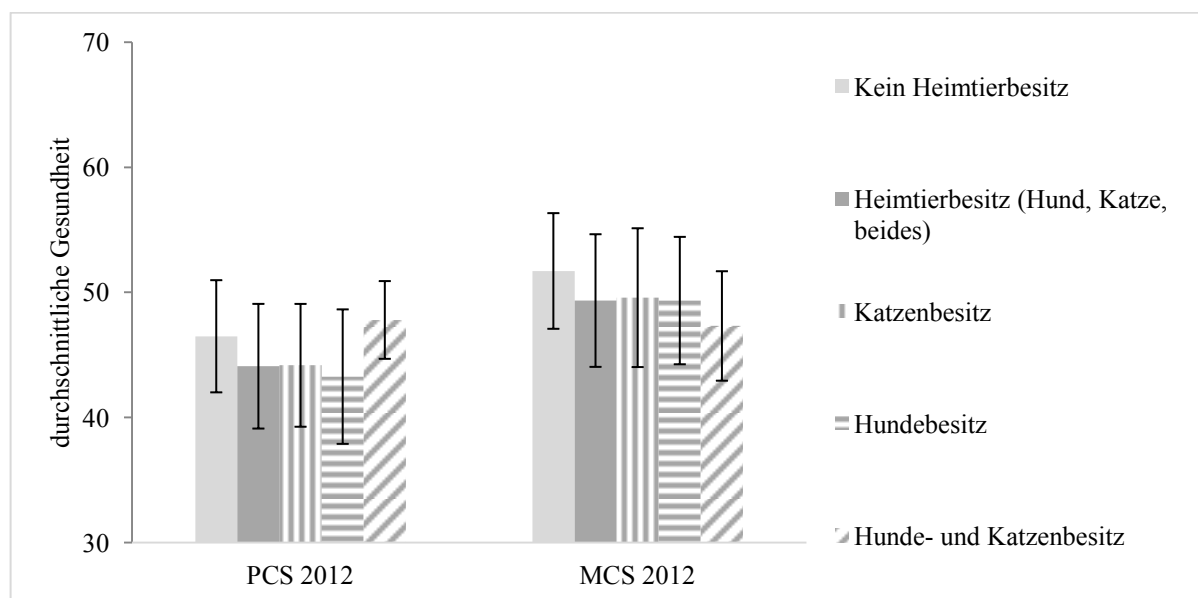 70
60
50
40
30
durchschnittliche Gesundheit
PCS 2012
MCS 2012
Kein Heimtierbesitz
Heimtierbesitz (Hund, Katze,
beides)
Katzenbesitz
Hundebesitz
Hunde- und Katzenbesitz